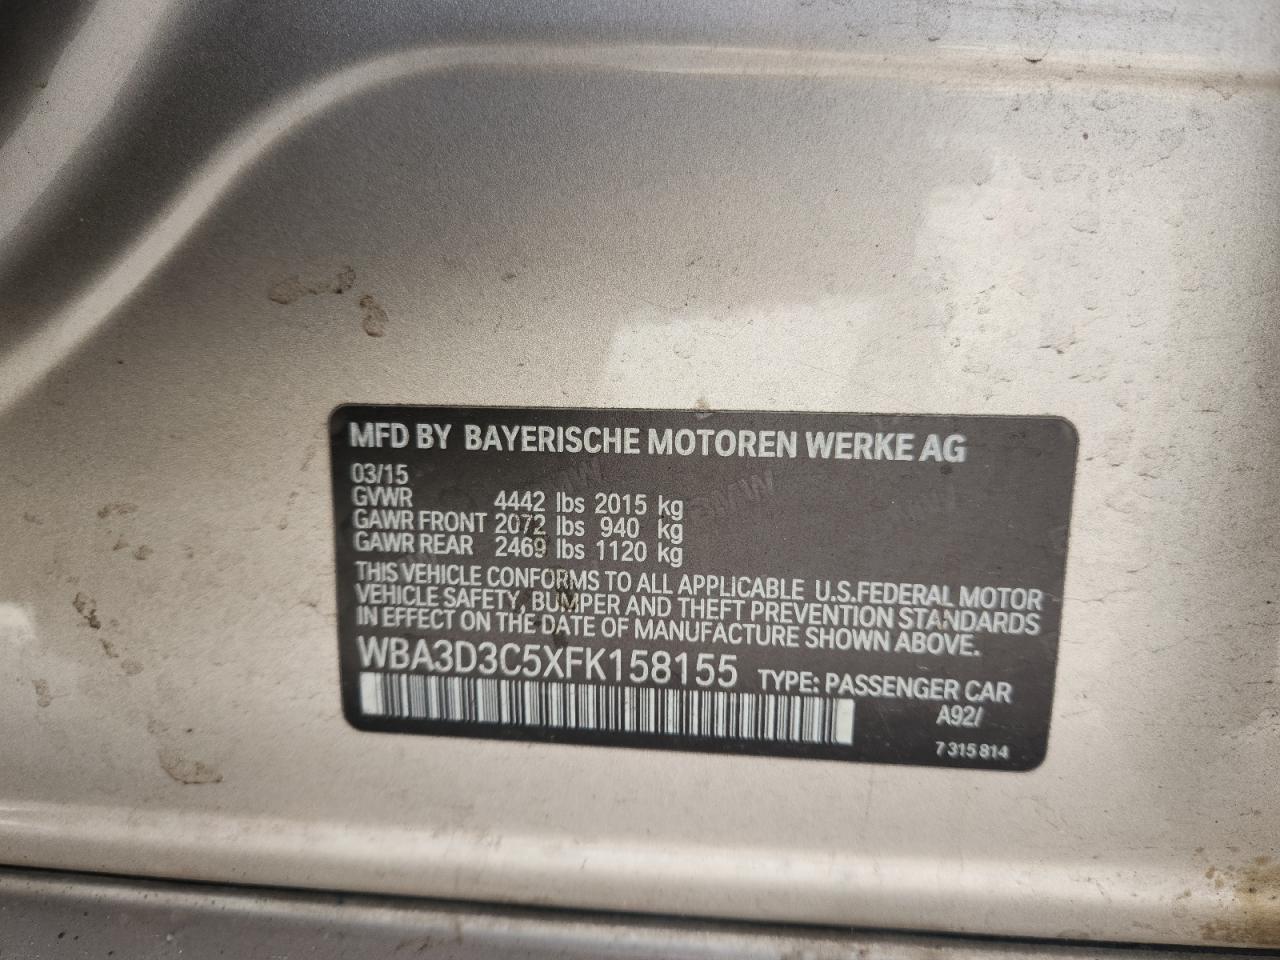 MFD BY BAYERISCHE MOTOREN WERKE AG
03/15
GVWR 4442 lbs 2015 kg
GAWR FRONT 2072 lbs 940 kg
GAWR REAR 2469 lbs 1120 kg
THIS VEHICLE CONFORMS TO ALL APPLICABLE U.S.FEDERAL MOTOR
VEHICLE SAFETY, BUMPER AND THEFT PREVENTION STANDARDS
IN EFFECT ON THE DATE OF MANUFACTURE SHOWN ABOVE.
WBA3D3C5XFK158155 TYPE: PASSENGER CAR
A92/
7 315 814